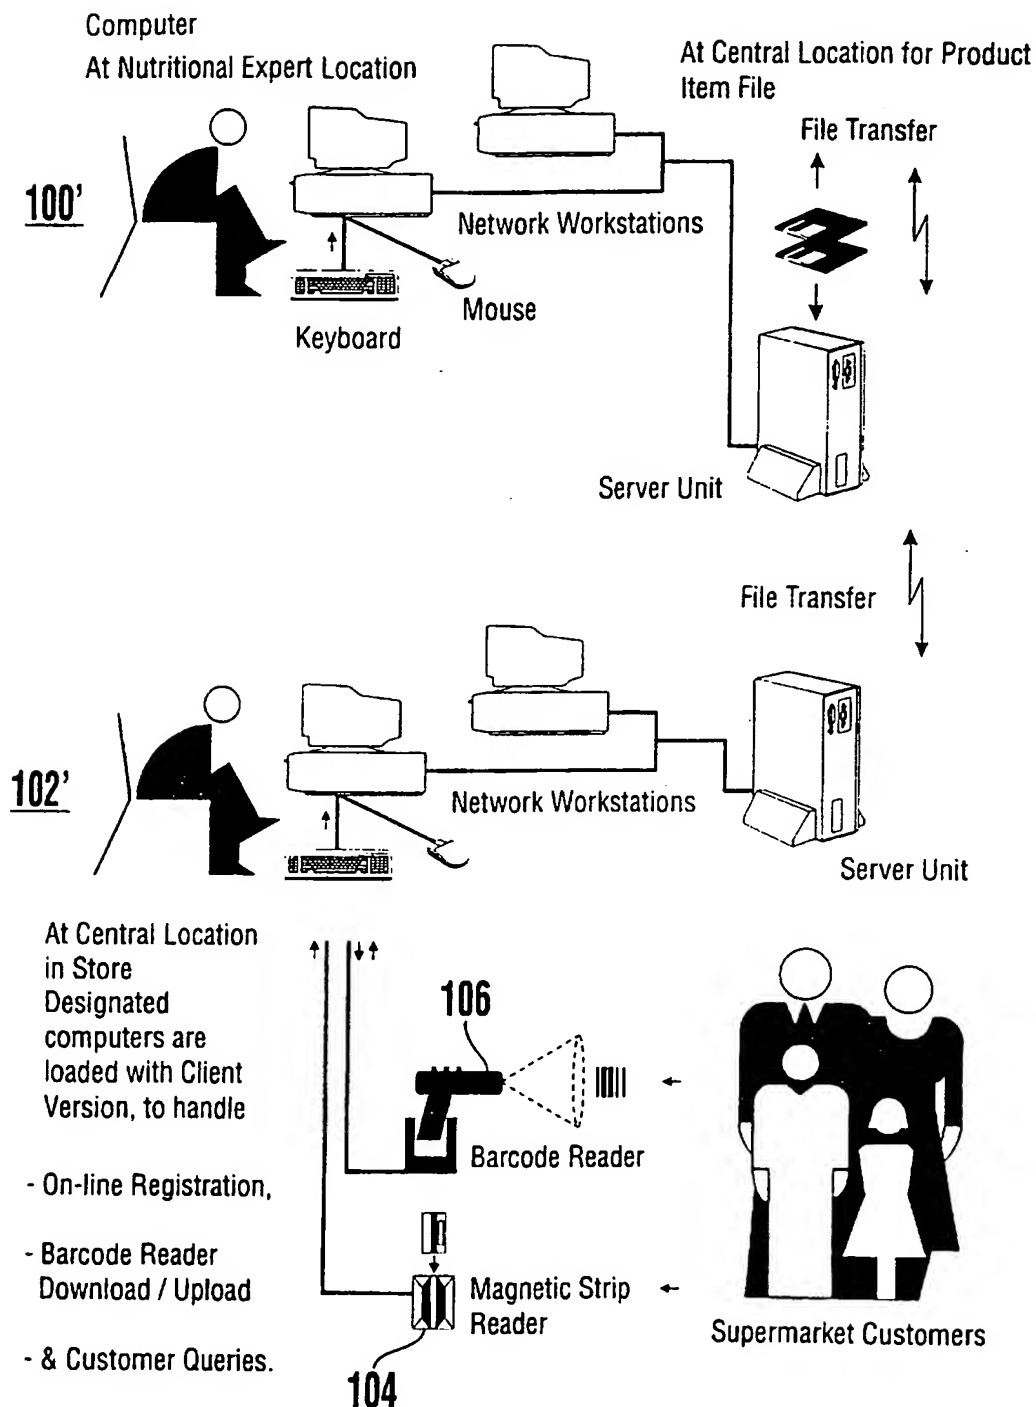 Computer
At Nutritional Expert Location
At Central Location for Product
Item File
File Transfer
100'
Network Workstations
Mouse
Keyboard
Server Unit
File Transfer
102'
Network Workstations
Server Unit
At Central Location
in Store
Designated
computers are
loaded with Client
Version, to handle
106
Barcode Reader
- On-line Registration,
- Barcode Reader
Download / Upload
Magnetic Strip
Reader
Supermarket Customers
- & Customer Queries.
104